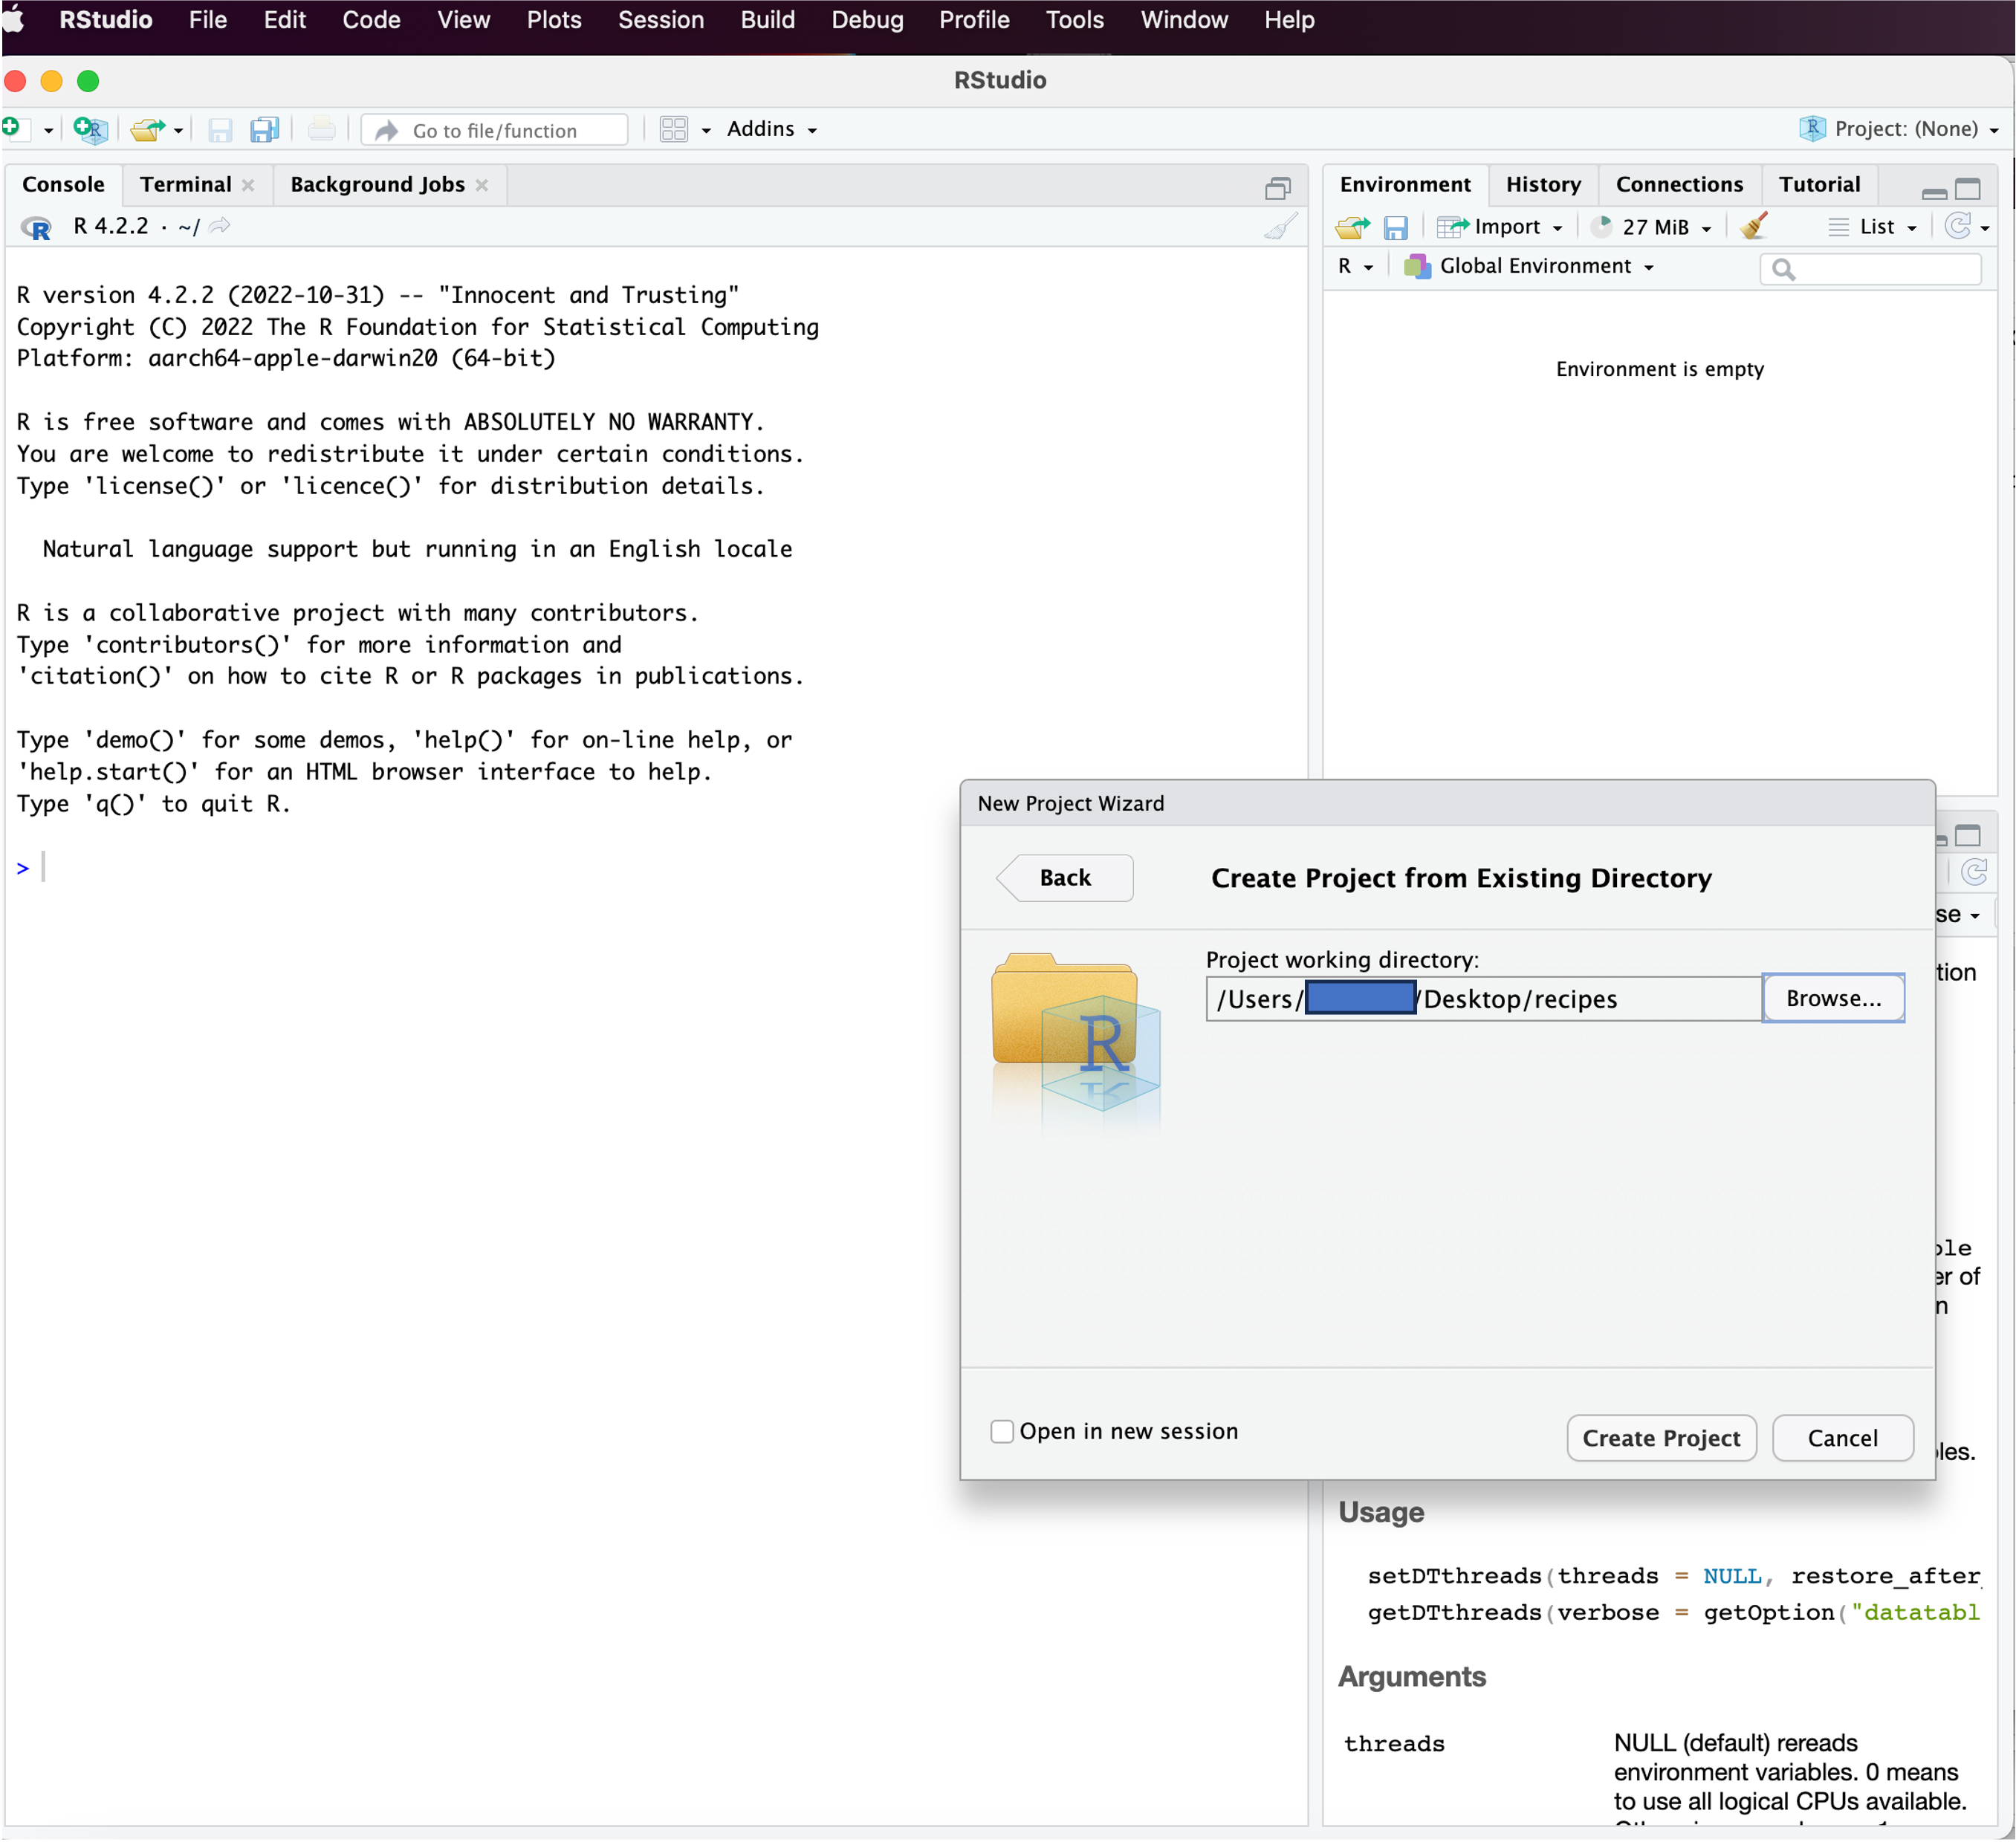 RStudio File Edit Code View Plots Session Build Debug Profile Tools Window Help
RStudio
Go to file/function Addins Project: (None)
Console Terminal Background Jobs
R 4.2.2 · ~/
R version 4.2.2 (2022-10-31) -- "Innocent and Trusting"
Copyright (C) 2022 The R Foundation for Statistical Computing
Platform: aarch64-apple-darwin20 (64-bit)
R is free software and comes with ABSOLUTELY NO WARRANTY.
You are welcome to redistribute it under certain conditions.
Type 'license()' or 'licence()' for distribution details.
Natural language support but running in an English locale
R is a collaborative project with many contributors.
Type 'contributors()' for more information and
'citation()' on how to cite R or R packages in publications.
Type 'demo()' for some demos, 'help()' for on-line help, or
'help.start()' for an HTML browser interface to help.
Type 'q()' to quit R.
>
Environment History Connections Tutorial
Import 27 MiB List
R Global Environment
Environment is empty
New Project Wizard
Back Create Project from Existing Directory
Project working directory:
/Users/ /Desktop/recipes Browse...
R
Open in new session Create Project Cancel
Usage
setDTthreads(threads = NULL, restore_after_
getDTthreads(verbose = getOption("datatabl
Arguments
threads NULL (default) rereads
environment variables. 0 means
to use all logical CPUs available.